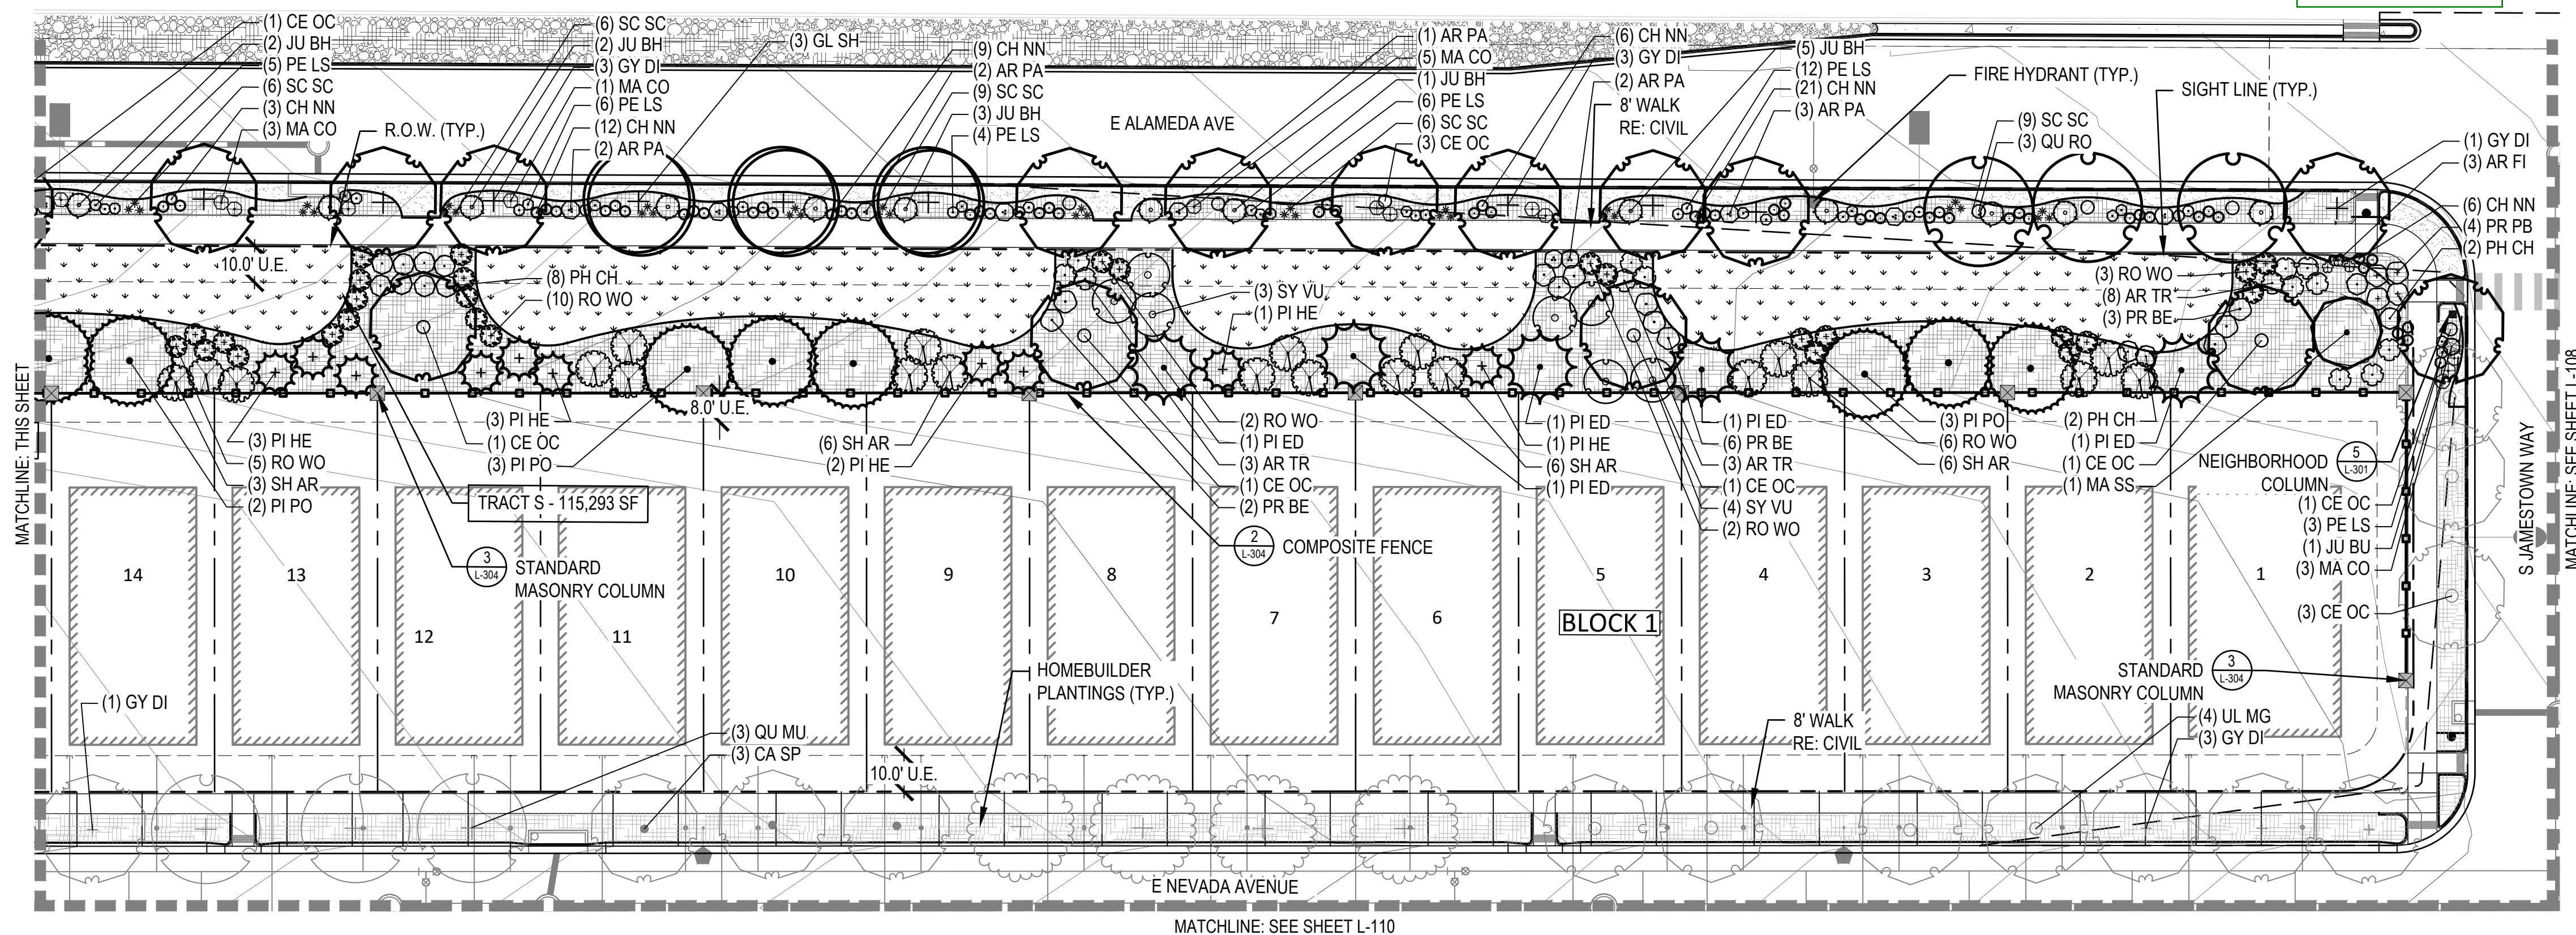 (1) CE OC
(2) JU BH
(5) PE LS
(6) SC SC
(3) CH NN
(3) MA CO
R.O.W. (TYP.)
(6) SC SC
(2) JU BH
(3) GY DI
(1) MA CO
(6) PE LS
(12) CH NN
(2) AR PA
(3) GL SH
(9) CH NN
(2) AR PA
(9) SC SC
(3) JU BH
(4) PE LS
E ALAMEDA AVE
(1) AR PA
(5) MA CO
(1) JU BH
(6) PE LS
(6) SC SC
(3) CE OC
(6) CH NN
(3) GY DI
(2) AR PA
8' WALK
RE: CIVIL
(5) JU BH
(12) PE LS
(21) CH NN
(3) AR PA
FIRE HYDRANT (TYP.)
SIGHT LINE (TYP.)
(9) SC SC
(3) QU RO
(1) GY DI
(3) AR FI
(6) CH NN
(4) PR PB
(2) PH CH
10.0' U.E.
(8) PH CH
(10) RO WO
(3) SY VU
(1) PI HE
(3) RO WO
(8) AR TR
(3) PR BE
8.0' U.E.
(3) PI HE
(5) RO WO
(3) SH AR
(2) PI PO
(3) PI HE
(1) CE OC
(3) PI PO
(6) SH AR
(2) PI HE
(2) RO WO
(1) PI ED
(3) AR TR
(1) CE OC
(2) PR BE
(1) PI ED
(1) PI HE
(6) SH AR
(1) PI ED
(1) PI ED
(6) PR BE
(3) AR TR
(1) CE OC
(4) SY VU
(2) RO WO
(3) PI PO
(6) RO WO
(6) SH AR
(2) PH CH
(1) PI ED
(1) CE OC
(1) MA SS
NEIGHBORHOOD
COLUMN
5
L-301
(1) CE OC
(3) PE LS
(1) JU BU
(3) MA CO
(3) CE OC
TRACT S - 115,293 SF
3
L-304
STANDARD
MASONRY COLUMN
2
L-304
COMPOSITE FENCE
14
13
12
11
10
9
8
7
6
5
4
3
2
1
BLOCK 1
HOMEBUILDER
PLANTINGS (TYP.)
STANDARD
MASONRY COLUMN
3
L-304
(1) GY DI
(3) QU MU
(3) CA SP
10.0' U.E.
8' WALK
RE: CIVIL
(4) UL MG
(3) GY DI
E NEVADA AVENUE
S JAMESTOWN WAY
MATCHLINE: THIS SHEET
MATCHLINE: SEE SHEET L-108
MATCHLINE: SEE SHEET L-110